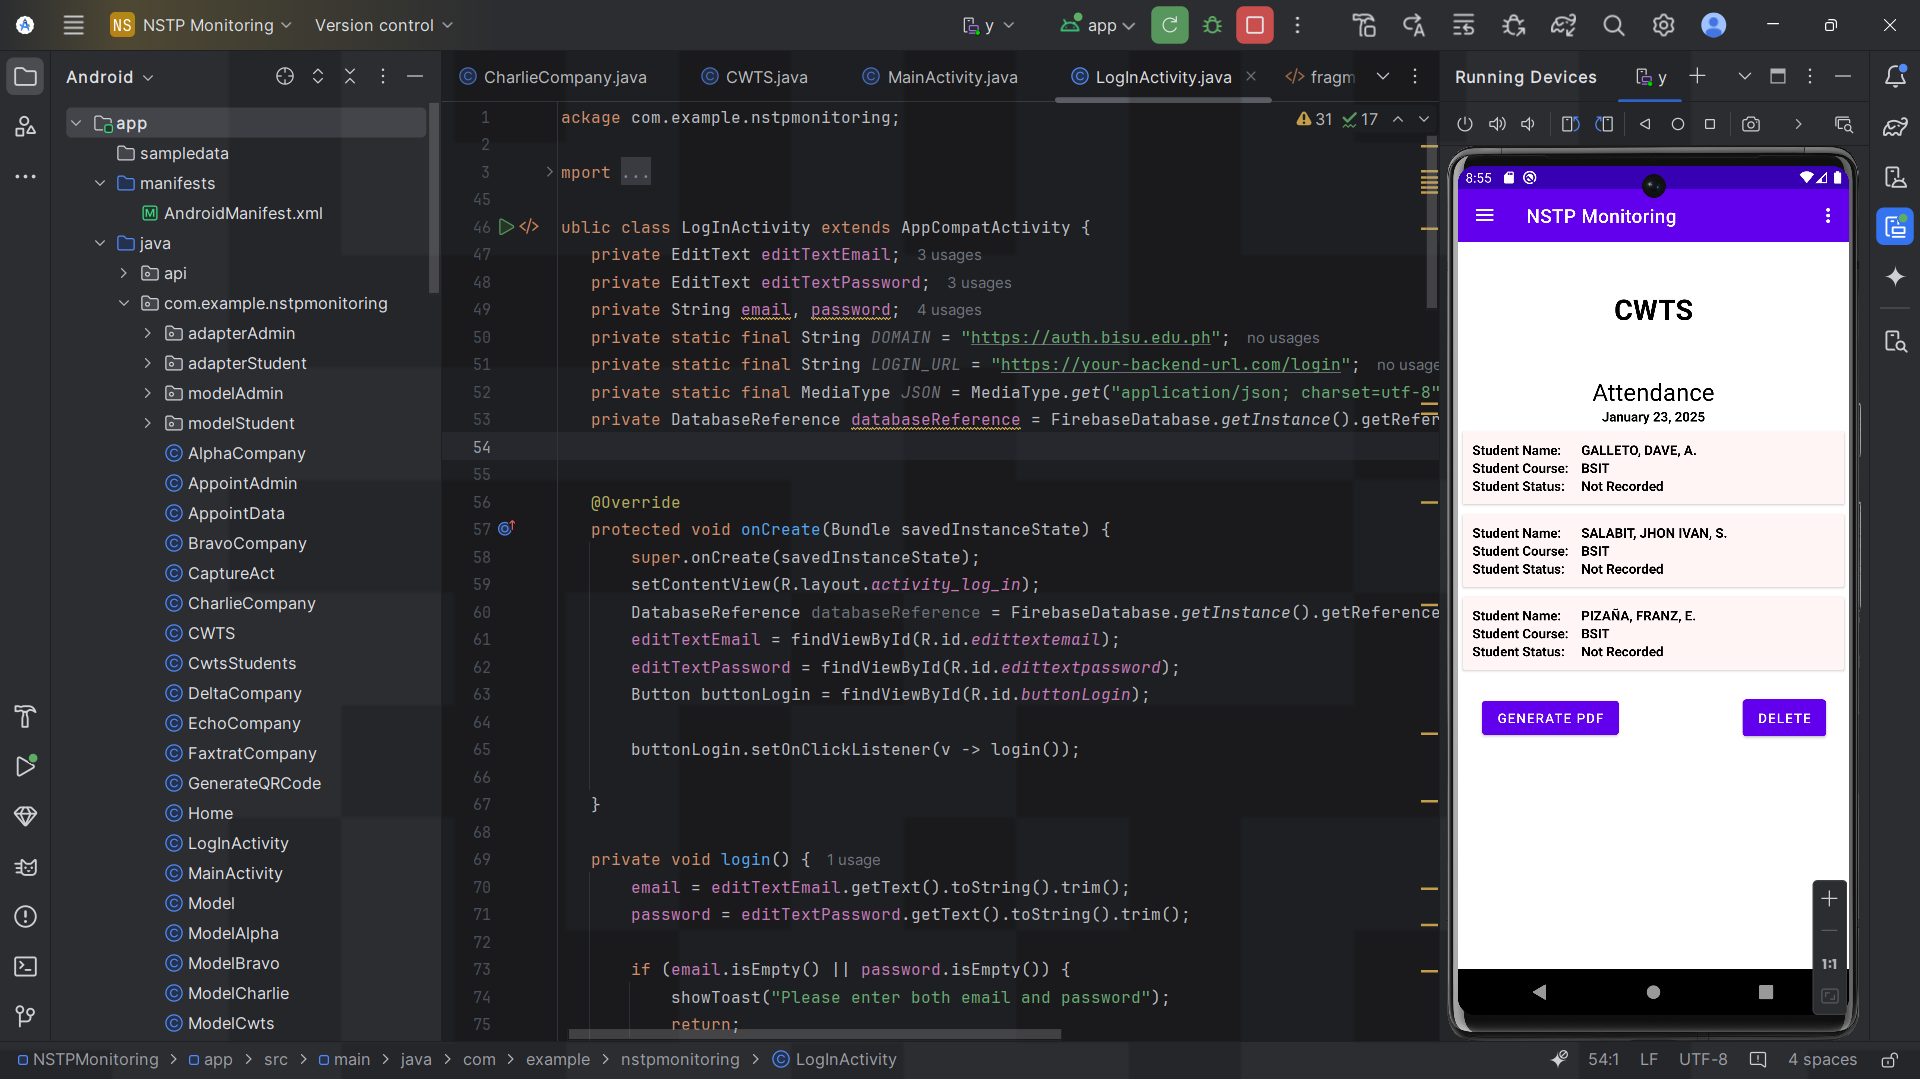 NS NSTP Monitoring Version control y app
Android
app
sampledata
manifests
AndroidManifest.xml
java
api
com.example.nstpmonitoring
adapterAdmin
adapterStudent
modelAdmin
modelStudent
AlphaCompany
AppointAdmin
AppointData
BravoCompany
CaptureAct
CharlieCompany
CWTS
CwtsStudents
DeltaCompany
EchoCompany
FaxtratCompany
GenerateQRCode
Home
LogInActivity
MainActivity
Model
ModelAlpha
ModelBravo
ModelCharlie
ModelCwts
CharlieCompany.java CWTS.java MainActivity.java LogInActivity.java fragm
31 17
1 ackage com.example.nstpmonitoring;
2
3 mport ...
45
46 ublic class LogInActivity extends AppCompatActivity {
47 private EditText editTextEmail; 3 usages
48 private EditText editTextPassword; 3 usages
49 private String email, password; 4 usages
50 private static final String DOMAIN = "https://auth.bisu.edu.ph"; no usages
51 private static final String LOGIN_URL = "https://your-backend-url.com/login"; no usage
52 private static final MediaType JSON = MediaType.get("application/json; charset=utf-8"
53 private DatabaseReference databaseReference = FirebaseDatabase.getInstance().getRefer
54
55
56 @Override
57 protected void onCreate(Bundle savedInstanceState) {
58 super.onCreate(savedInstanceState);
59 setContentView(R.layout.activity_log_in);
60 DatabaseReference databaseReference = FirebaseDatabase.getInstance().getReference
61 editTextEmail = findViewById(R.id.edittextemail);
62 editTextPassword = findViewById(R.id.edittextpassword);
63 Button buttonLogin = findViewById(R.id.buttonLogin);
64
65 buttonLogin.setOnClickListener(v -> login());
66
67 }
68
69 private void login() { 1 usage
70 email = editTextEmail.getText().toString().trim();
71 password = editTextPassword.getText().toString().trim();
72
73 if (email.isEmpty() || password.isEmpty()) {
74 showToast("Please enter both email and password");
75 return;
Running Devices y
8:55
NSTP Monitoring
CWTS
Attendance
January 23, 2025
Student Name: GALLETO, DAVE, A.
Student Course: BSIT
Student Status: Not Recorded
Student Name: SALABIT, JHON IVAN, S.
Student Course: BSIT
Student Status: Not Recorded
Student Name: PIZAÑA, FRANZ, E.
Student Course: BSIT
Student Status: Not Recorded
GENERATE PDF DELETE
1:1
NSTPMonitoring > app > src > main > java > com > example > nstpmonitoring > LogInActivity
54:1 LF UTF-8 4 spaces